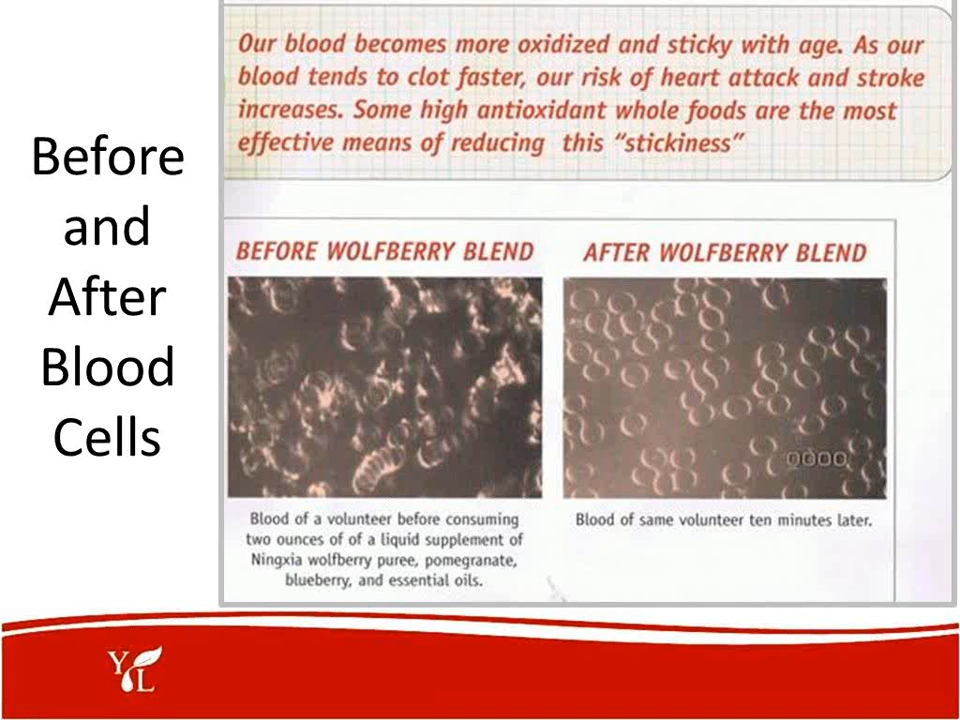 Before
and
After
Blood
Cells
Our blood becomes more oxidized and sticky with age. As our
blood tends to clot faster, our risk of heart attack and stroke
increases. Some high antioxidant whole foods are the most
effective means of reducing this “stickiness”
BEFORE WOLFBERRY BLEND
AFTER WOLFBERRY BLEND
0000
Blood of a volunteer before consuming
two ounces of of a liquid supplement of
Ningxia wolfberry puree, pomegranate,
blueberry, and essential oils.
Blood of same volunteer ten minutes later.
YL